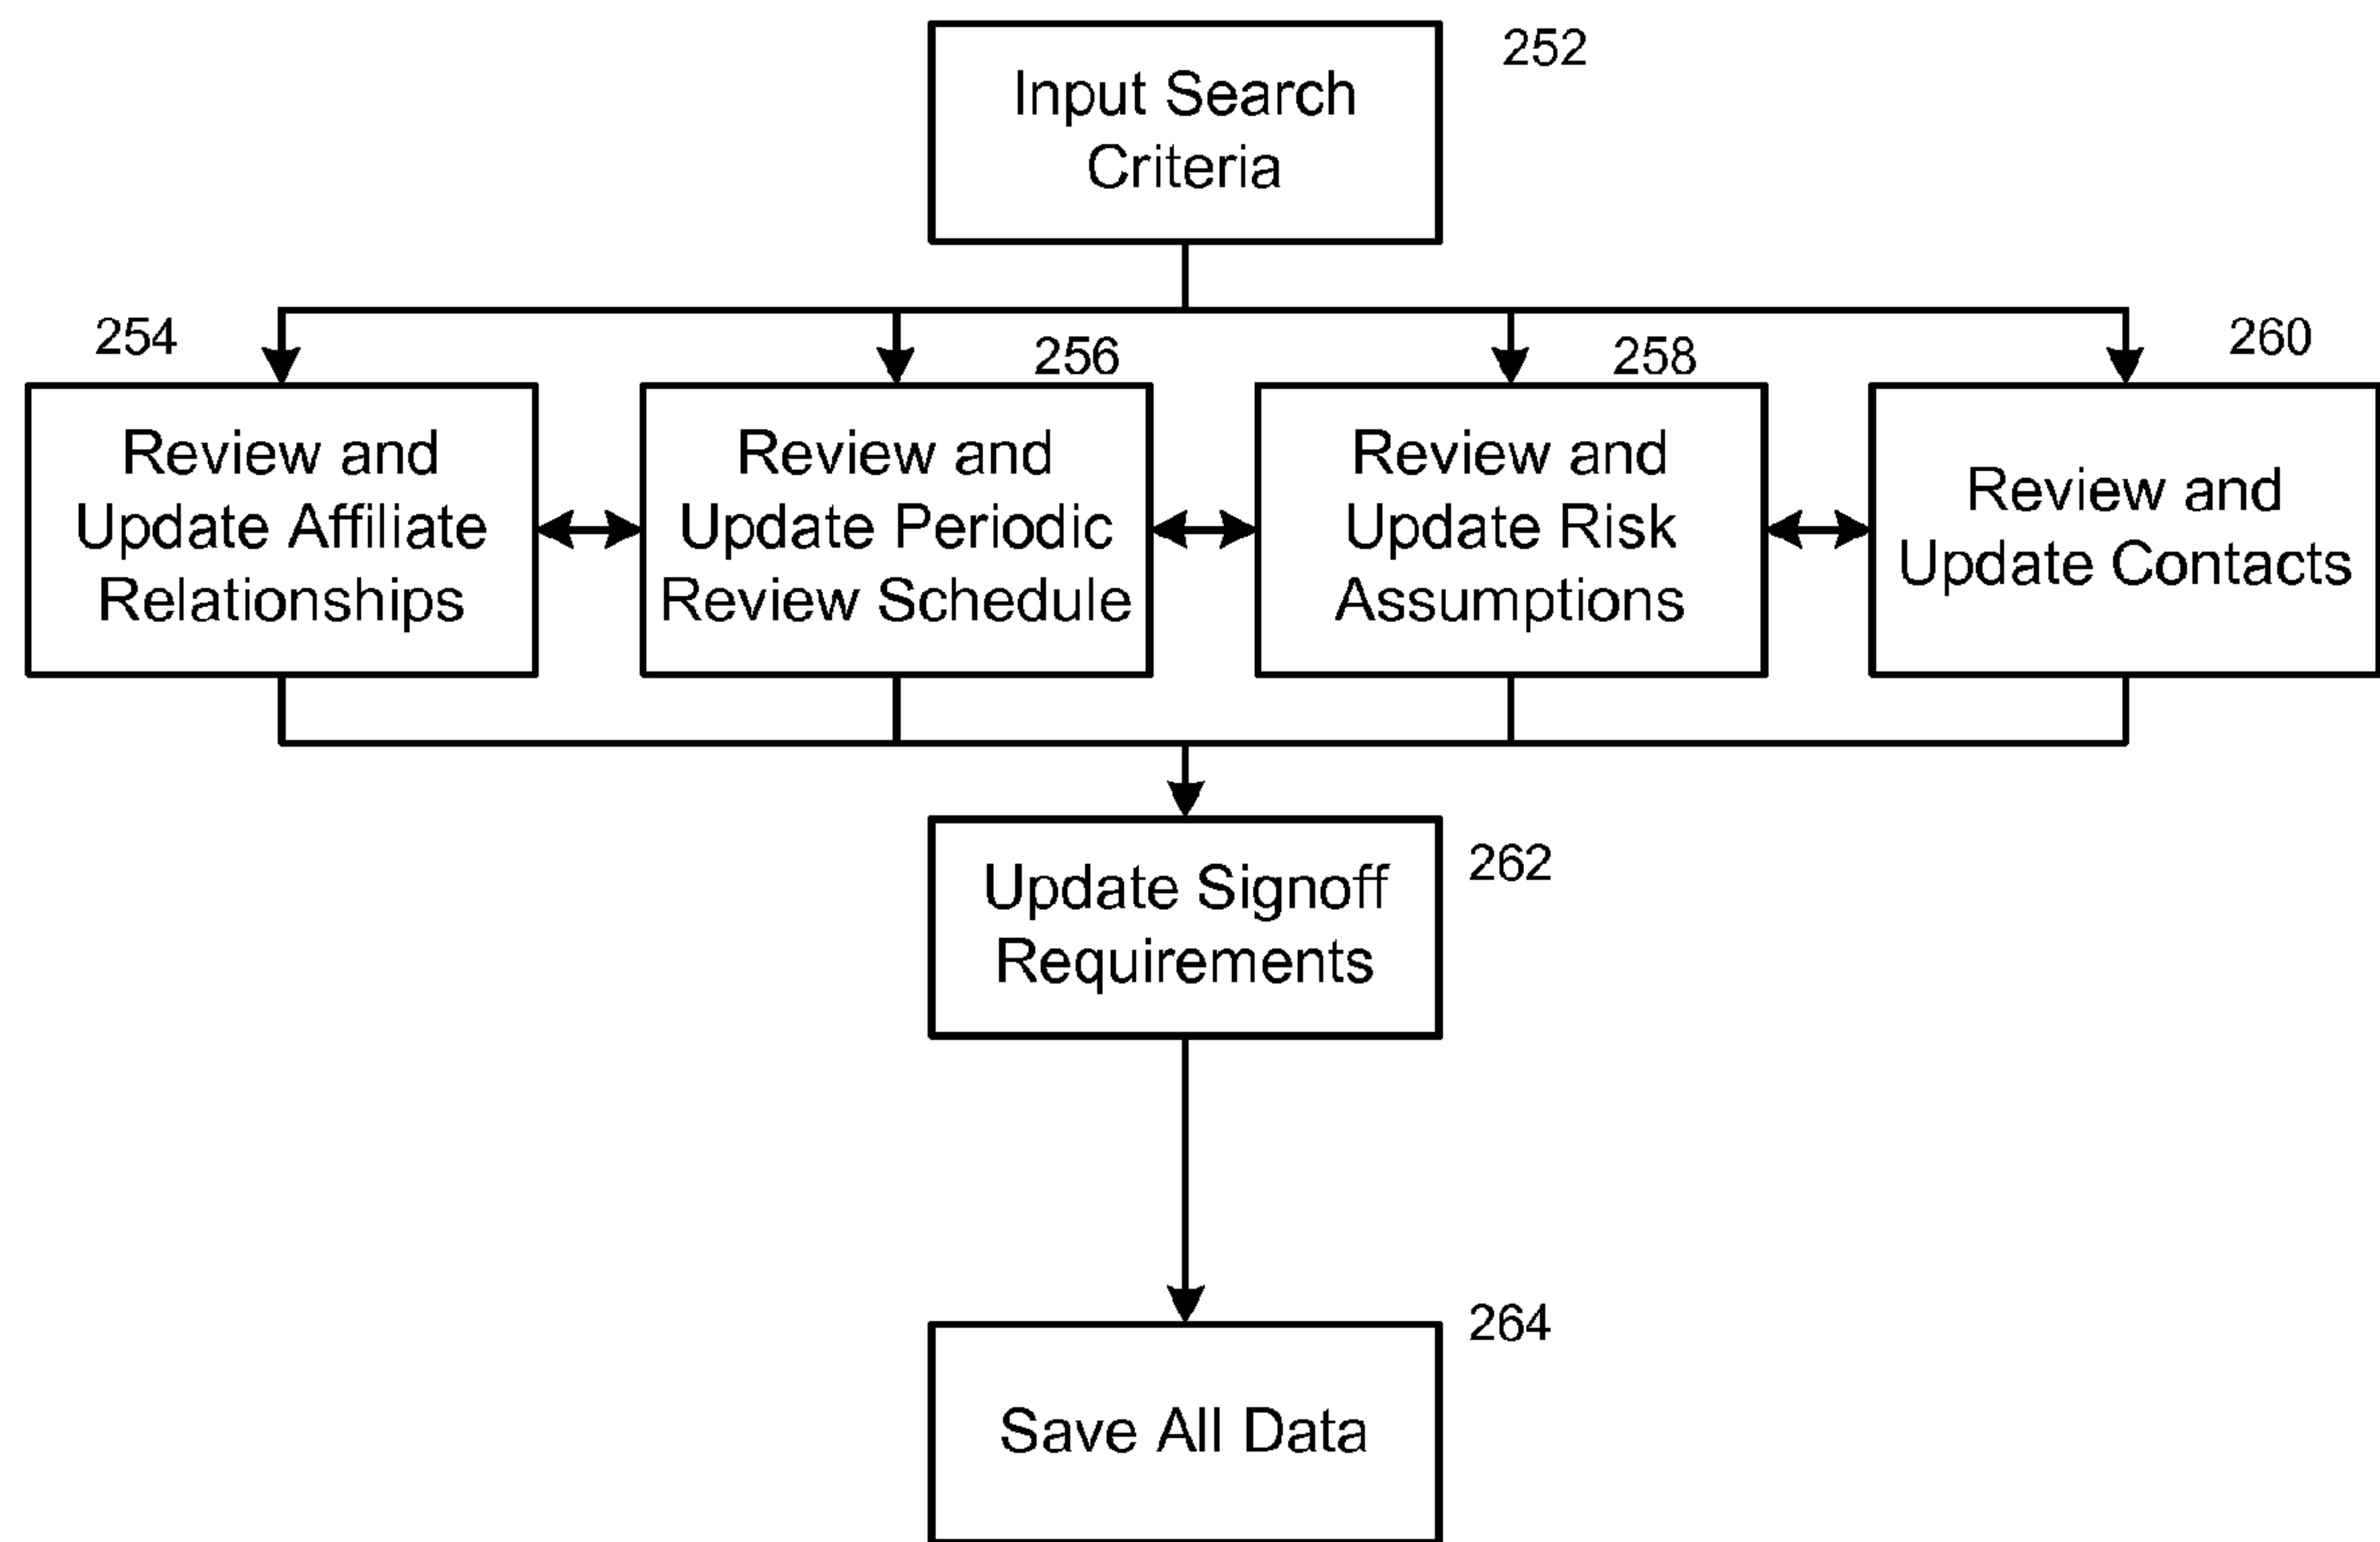 252
Input Search
Criteria
254
256
258
260
Review and
Update Affiliate
Relationships
Review and
Update Periodic
Review Schedule
Review and
Update Risk
Assumptions
Review and
Update Contacts
262
Update Signoff
Requirements
264
Save All Data